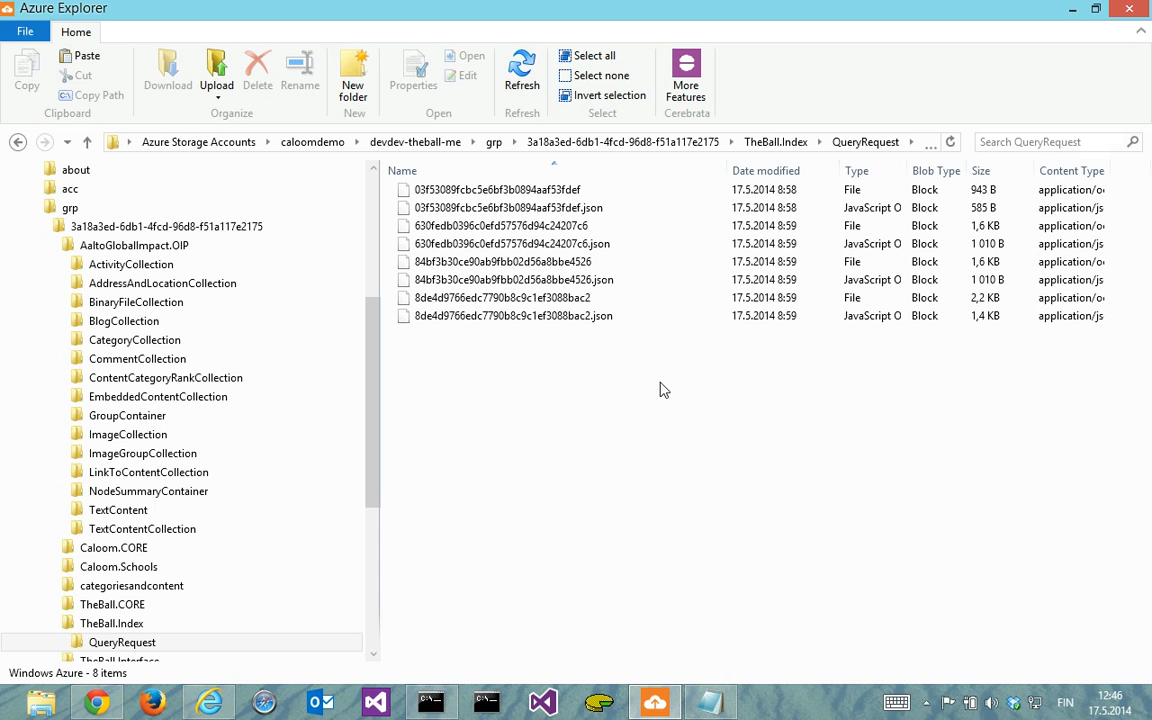 Azure Explorer
File
Home
Copy
Paste
Cut
Copy Path
Clipboard
Download
Upload
Delete
Rename
Organize
New folder
New
Properties
Open
Edit
Open
Refresh
Refresh
Select all
Select none
Invert selection
Select
More Features
Cerebrata
Azure Storage Accounts
caloomdemo
devdev-theball-me
grp
3a18a3ed-6db1-4fcd-96d8-f51a117e2175
TheBall.Index
QueryRequest
...
Search QueryRequest
about
acc
grp
3a18a3ed-6db1-4fcd-96d8-f51a117e2175
AaltoGlobalImpact.OIP
ActivityCollection
AddressAndLocationCollection
BinaryFileCollection
BlogCollection
CategoryCollection
CommentCollection
ContentCategoryRankCollection
EmbeddedContentCollection
GroupContainer
ImageCollection
ImageGroupCollection
LinkToContentCollection
NodeSummaryContainer
TextContent
TextContentCollection
Caloom.CORE
Caloom.Schools
categoriesandcontent
TheBall.CORE
TheBall.Index
QueryRequest
TheBall.Interface
Name Date modified Type Blob Type Size Content Type
03f53089fcbc5e6bf3b0894aaf53fdef 17.5.2014 8:58 File Block 943 B application/o
03f53089fcbc5e6bf3b0894aaf53fdef.json 17.5.2014 8:58 JavaScript O Block 585 B application/js
630fedb0396c0efd57576d94c24207c6 17.5.2014 8:59 File Block 1,6 KB application/o
630fedb0396c0efd57576d94c24207c6.json 17.5.2014 8:59 JavaScript O Block 1 010 B application/js
84bf3b30ce90ab9fbb02d56a8bbe4526 17.5.2014 8:59 File Block 1,6 KB application/o
84bf3b30ce90ab9fbb02d56a8bbe4526.json 17.5.2014 8:59 JavaScript O Block 1 010 B application/js
8de4d9766edc7790b8c9c1ef3088bac2 17.5.2014 8:59 File Block 2,2 KB application/o
8de4d9766edc7790b8c9c1ef3088bac2.json 17.5.2014 8:59 JavaScript O Block 1,4 KB application/js
Windows Azure - 8 items
FIN
12:46
17.5.2014